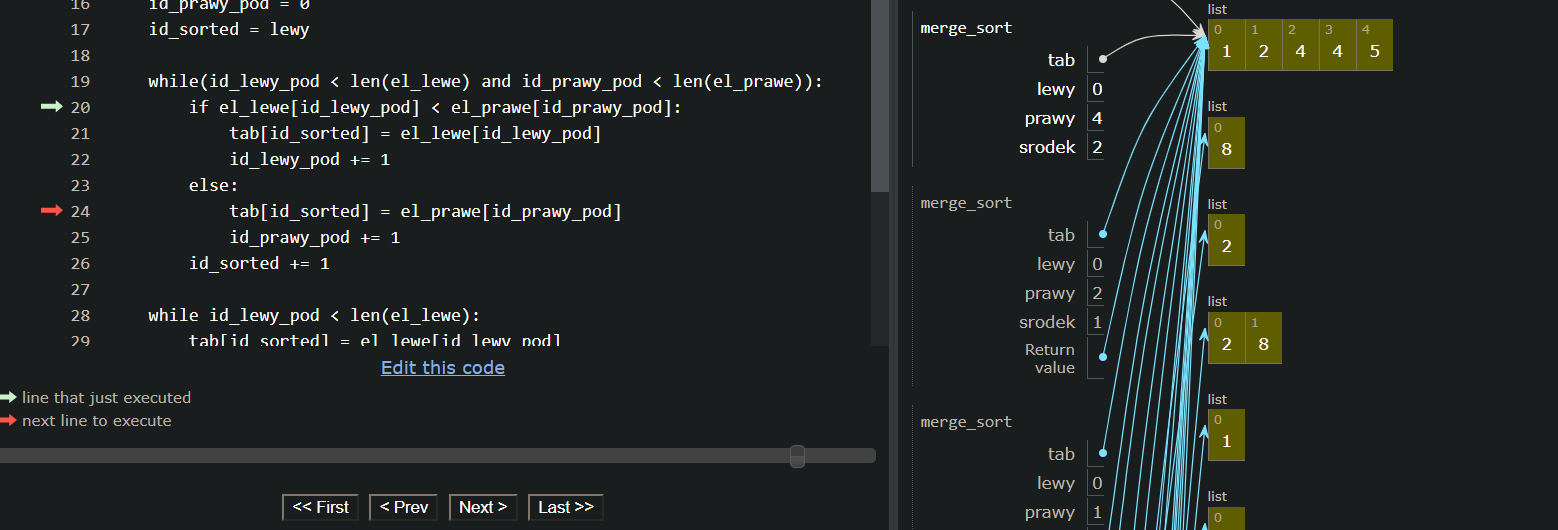 16 id_prawy_pod = 0
17 id_sorted = lewy
18
19 while(id_lewy_pod < len(el_lewe) and id_prawy_pod < len(el_prawe)):
20 if el_lewe[id_lewy_pod] < el_prawe[id_prawy_pod]:
21 tab[id_sorted] = el_lewe[id_lewy_pod]
22 id_lewy_pod += 1
23 else:
24 tab[id_sorted] = el_prawe[id_prawy_pod]
25 id_prawy_pod += 1
26 id_sorted += 1
27
28 while id_lewy_pod < len(el_lewe):
29 tab[id_sorted] = el_lewe[id_lewy_pod]
Edit this code
line that just executed
next line to execute
<< First < Prev Next > Last >>
merge_sort
tab
lewy 0
prawy 4
srodek 2
merge_sort
tab
lewy 0
prawy 2
srodek 1
Return
value
merge_sort
tab
lewy 0
prawy 1
list
0 1 2 3 4
1 2 4 4 5
list
0
8
list
0
2
list
0 1
2 8
list
0
1
list
0